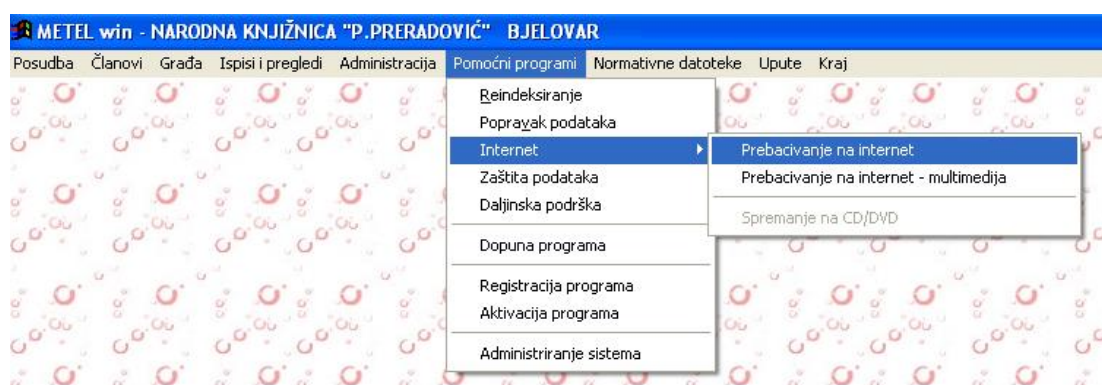 METEL win - NARODNA KNJIŽNICA "P.PRERADOVIĆ" BJELOVAR
Posudba Članovi Građa Ispisi i pregledi Administracija Pomoćni programi Normativne datoteke Upute Kraj
Reindeksiranje
Popravak podataka
Internet
Prebacivanje na internet
Zaštita podataka
Prebacivanje na internet - multimedija
Daljinska podrška
Spremanje na CD/DVD
Dopuna programa
Registracija programa
Aktivacija programa
Administriranje sistema